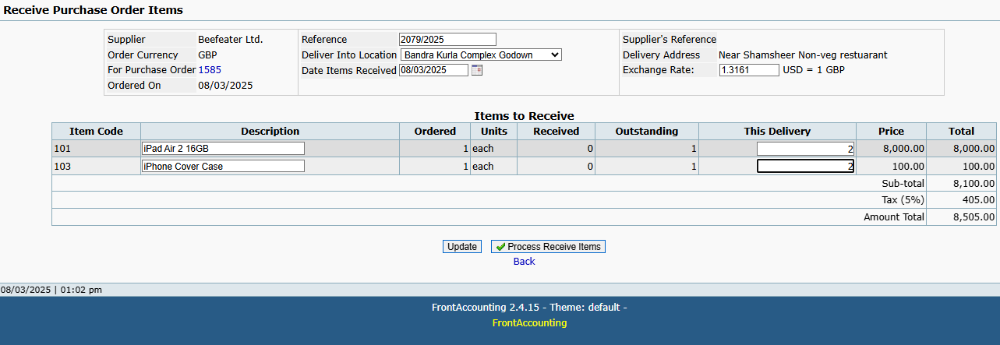 Receive Purchase Order Items
Supplier Beefeater Ltd. Reference 2079/2025 Supplier's Reference
Order Currency GBP Deliver Into Location Bandra Kurla Complex Godown Delivery Address Near Shamsheer Non-veg restuarant
For Purchase Order 1585 Date Items Received 08/03/2025 Exchange Rate: 1.3161 USD = 1 GBP
Ordered On 08/03/2025
Items to Receive
Item Code Description Ordered Units Received Outstanding This Delivery Price Total
101 iPad Air 2 16GB 1 each 0 1 2 8,000.00 8,000.00
103 iPhone Cover Case 1 each 0 1 2 100.00 100.00
Sub-total 8,100.00
Tax (5%) 405.00
Amount Total 8,505.00
Update Process Receive Items
Back
08/03/2025 | 01:02 pm
FrontAccounting 2.4.15 - Theme: default -
FrontAccounting